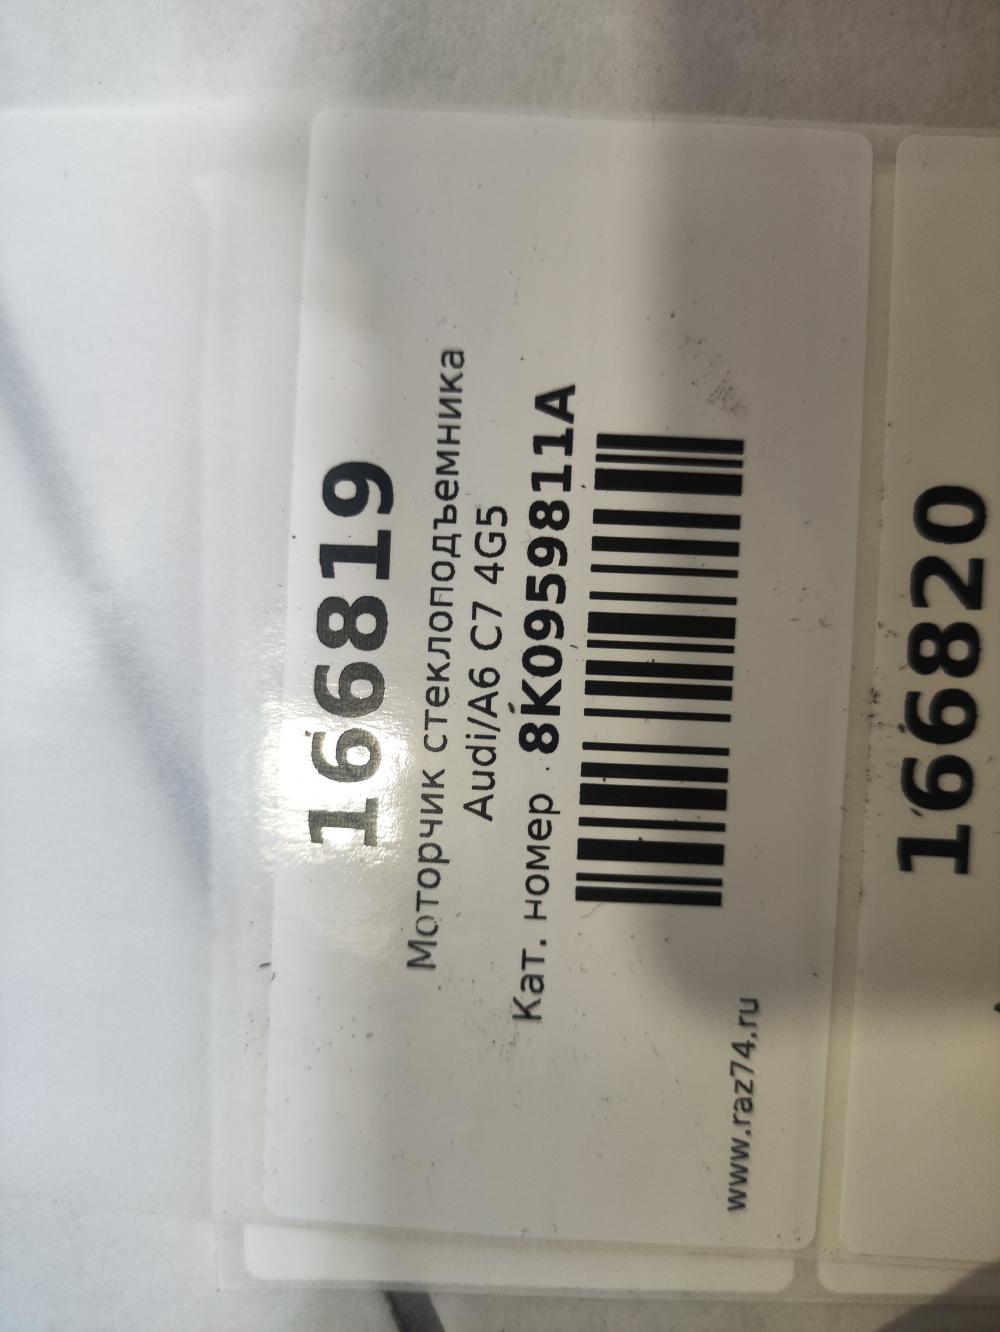 166819
Моторчик стеклоподъемника
Audi/A6 C7 4G5
Кат. номер 8K0959811A
www.raz74.ru
166820